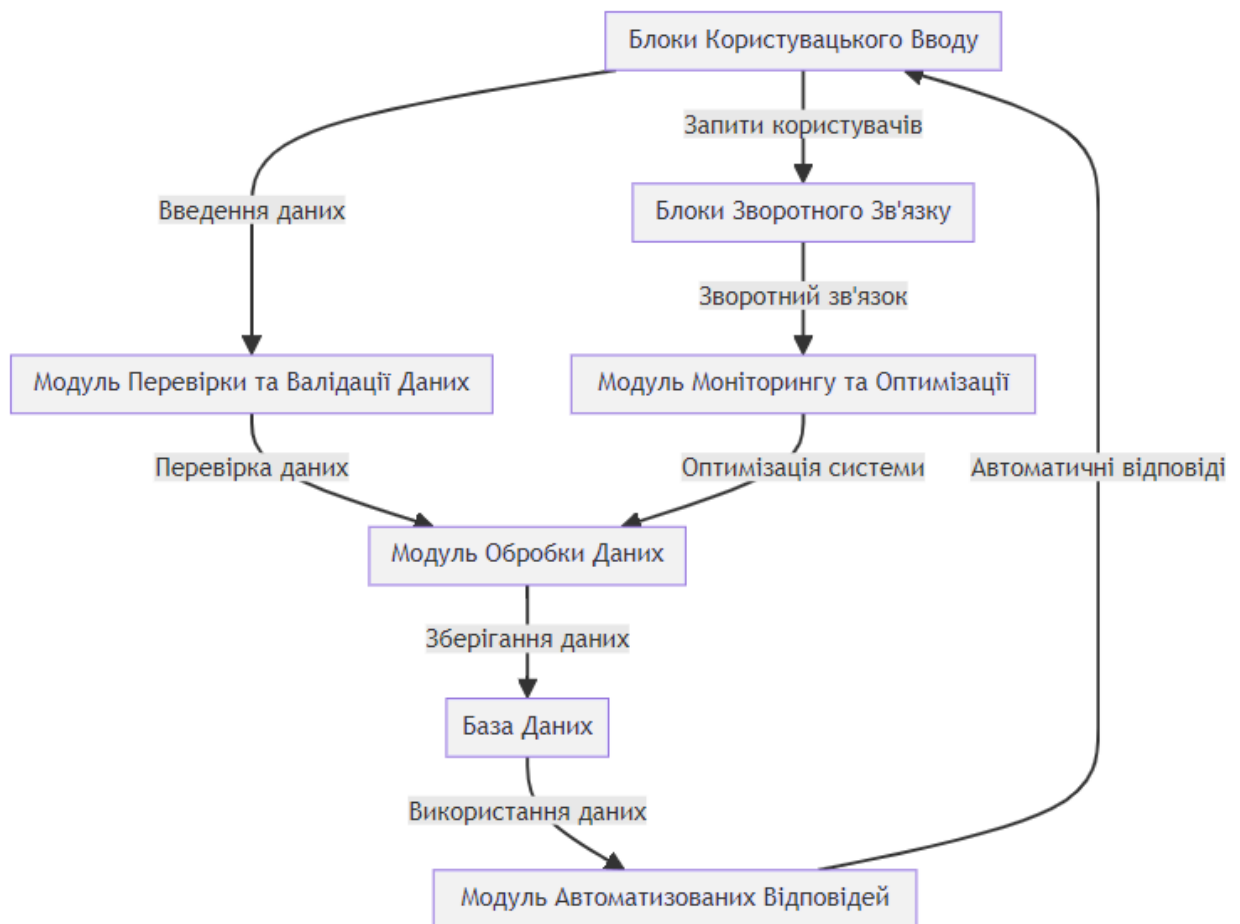 Блоки Користувацького Вводу
Запити користувачів
Введення даних
Блоки Зворотного Зв'язку
Зворотний зв'язок
Модуль Перевірки та Валідації Даних
Модуль Моніторингу та Оптимізації
Перевірка даних
Оптимізація системи
Автоматичні відповіді
Модуль Обробки Даних
Зберігання даних
База Даних
Використання даних
Модуль Автоматизованих Відповідей